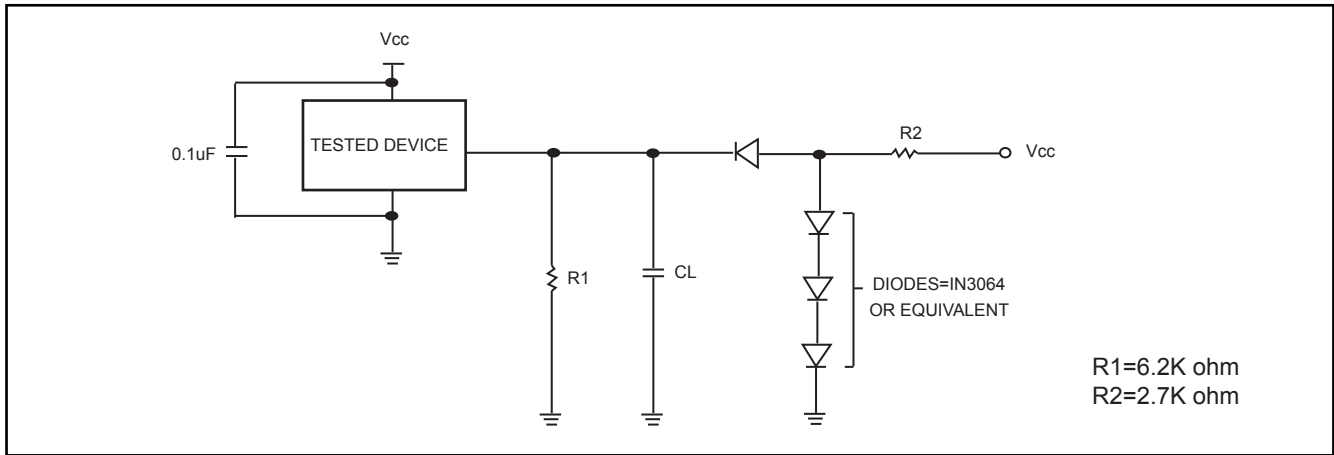 Vcc
0.1uF
TESTED DEVICE
R1
CL
R2
Vcc
DIODES=IN3064
OR EQUIVALENT
R1=6.2K ohm
R2=2.7K ohm